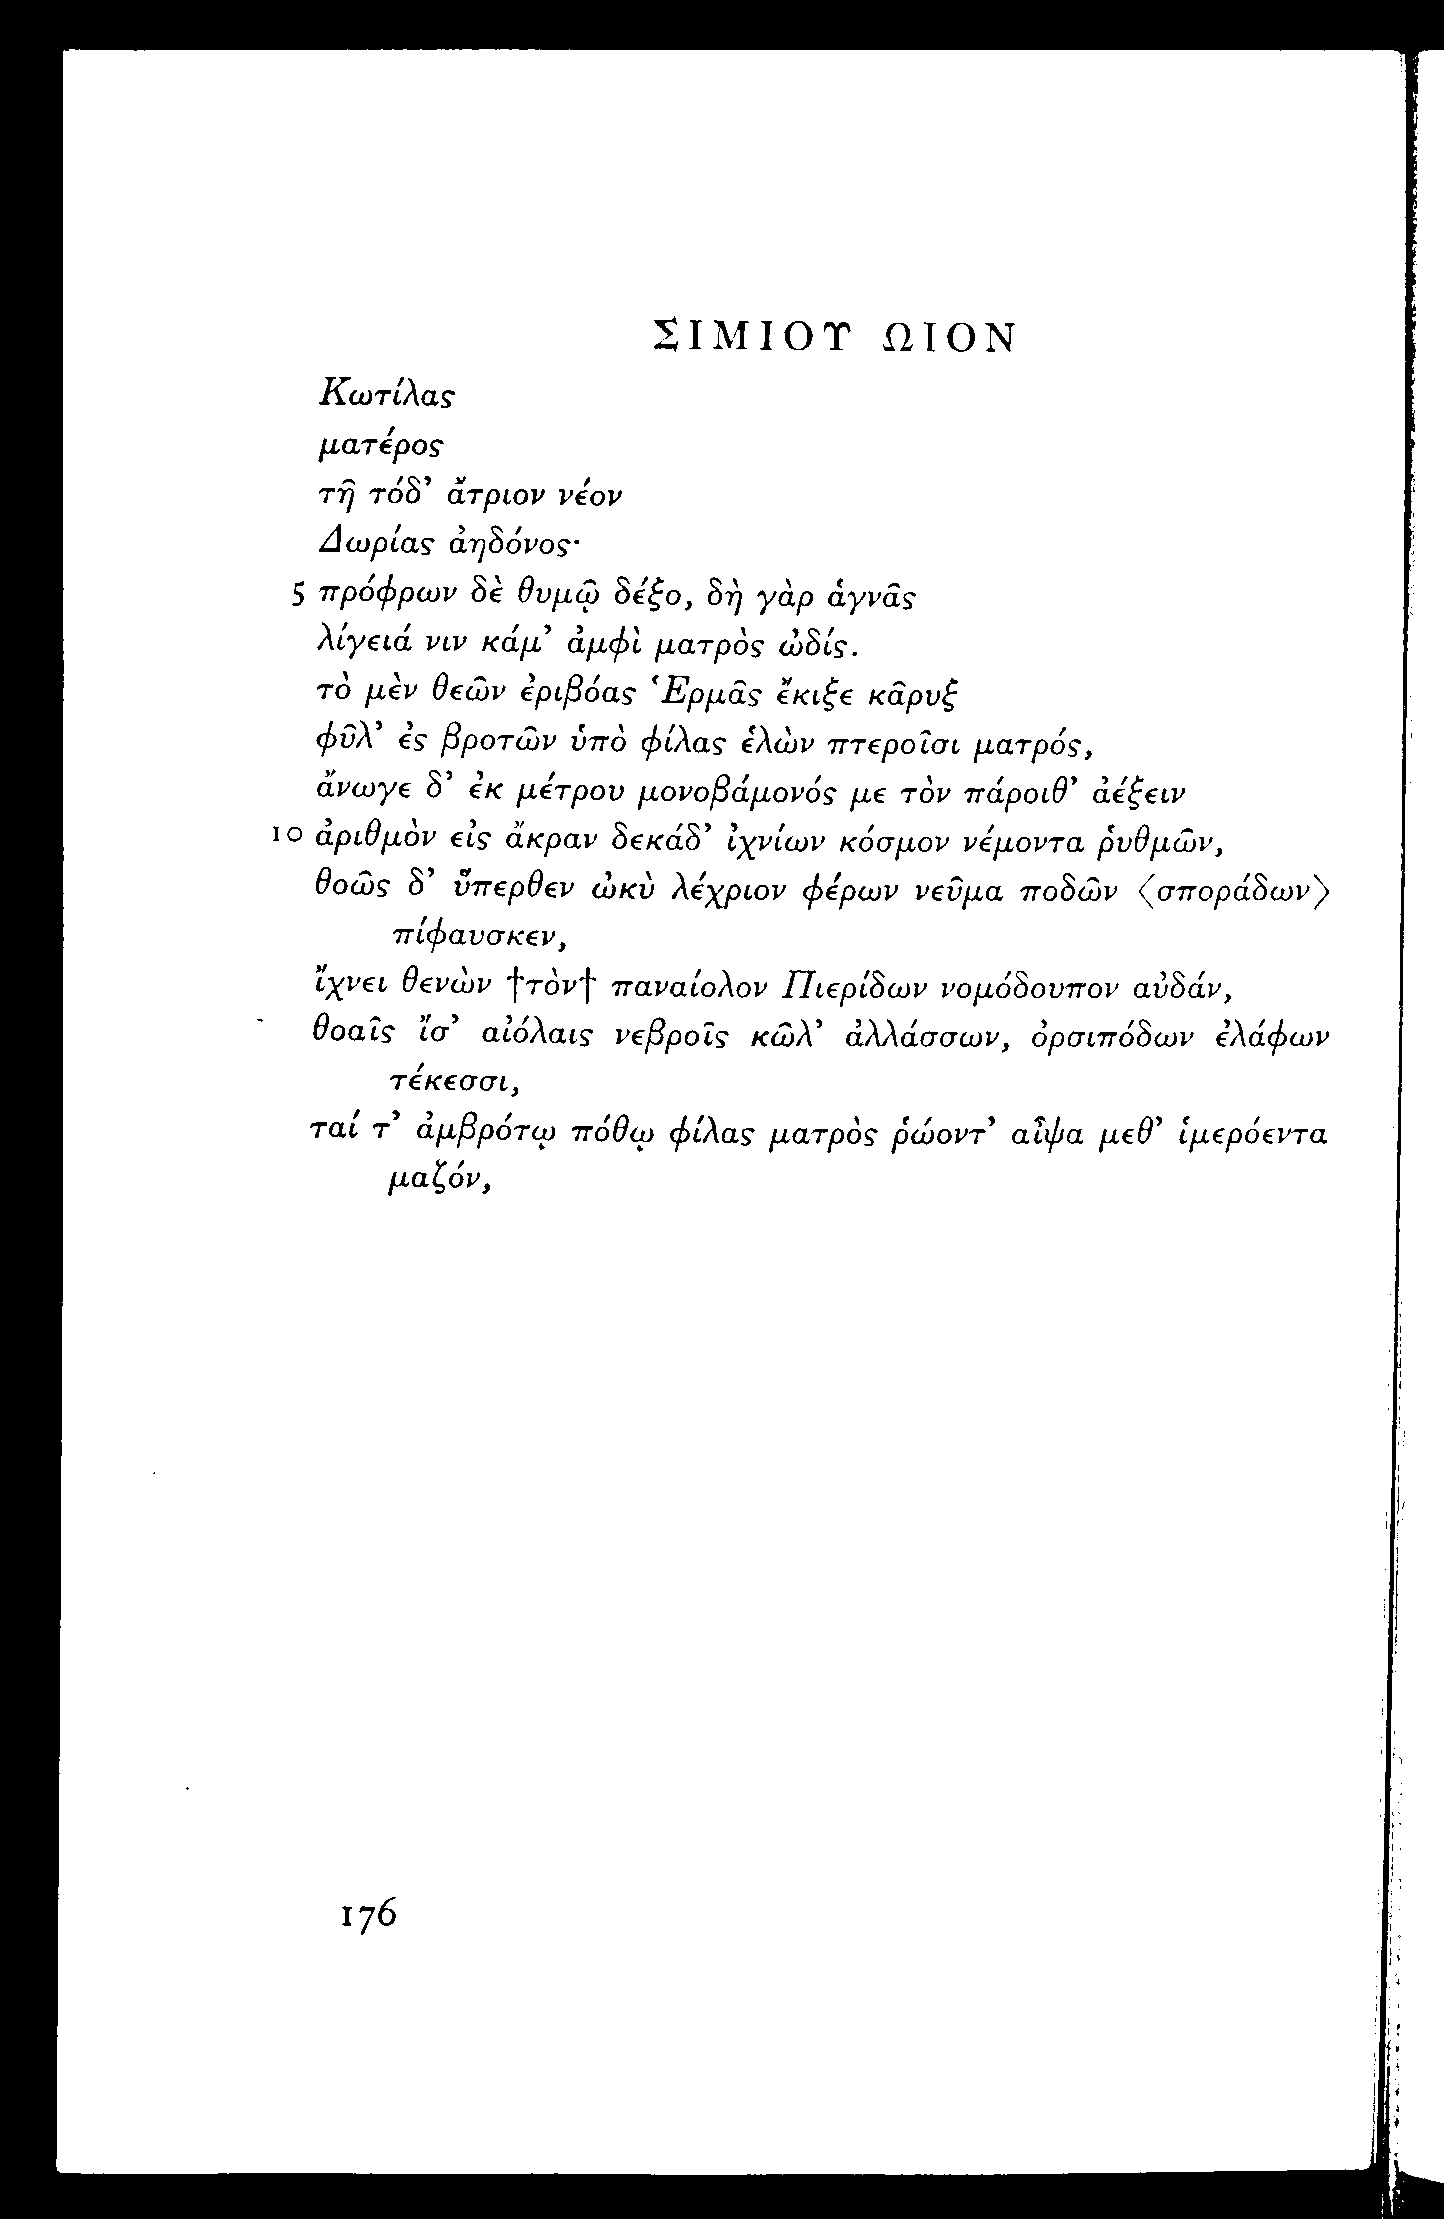 ΣΙΜΙΟΥ ΩΙΟΝ
Κωτίλας
ματέρος
τῆ τόδ’ ἄτριον νέον
Δωρίας ἀηδόνος·
5 πρόφρων δὲ θυμῷ δέξο, δὴ γὰρ ἁγνᾶς
λίγειά νιν κάμ’ ἀμφὶ ματρὸς ὠδίς.
τὸ μὲν θεῶν ἐριβόας Ἑρμᾶς ἔκιξε κᾶρυξ
φῦλ’ ἐς βροτῶν ὑπὸ φίλας ἑλὼν πτεροῖσι ματρός,
ἄνωγε δ’ ἐκ μέτρου μονοβάμονός με τὸν πάροιθ’ ἀέξειν
10 ἀριθμὸν εἰς ἄκραν δεκάδ’ ἰχνίων κόσμον νέμοντα ῥυθμῶν,
θοῶς δ’ ὕπερθεν ὠκὺ λέχριον φέρων νεῦμα ποδῶν ⟨σποράδων⟩
πίφαυσκεν,
ἴχνει θενὼν †τὸν† παναίολον Πιερίδων νομόδουπον αὐδάν,
θοαῖς ἴσ’ αἰόλαις νεβροῖς κῶλ’ ἀλλάσσων, ὀρσιπόδων ἐλάφων
τέκεσσι,
ταί τ’ ἀμβρότῳ πόθῳ φίλας ματρὸς ῥώοντ’ αἶψα μεθ’ ἱμερόεντα
μαζόν,
176